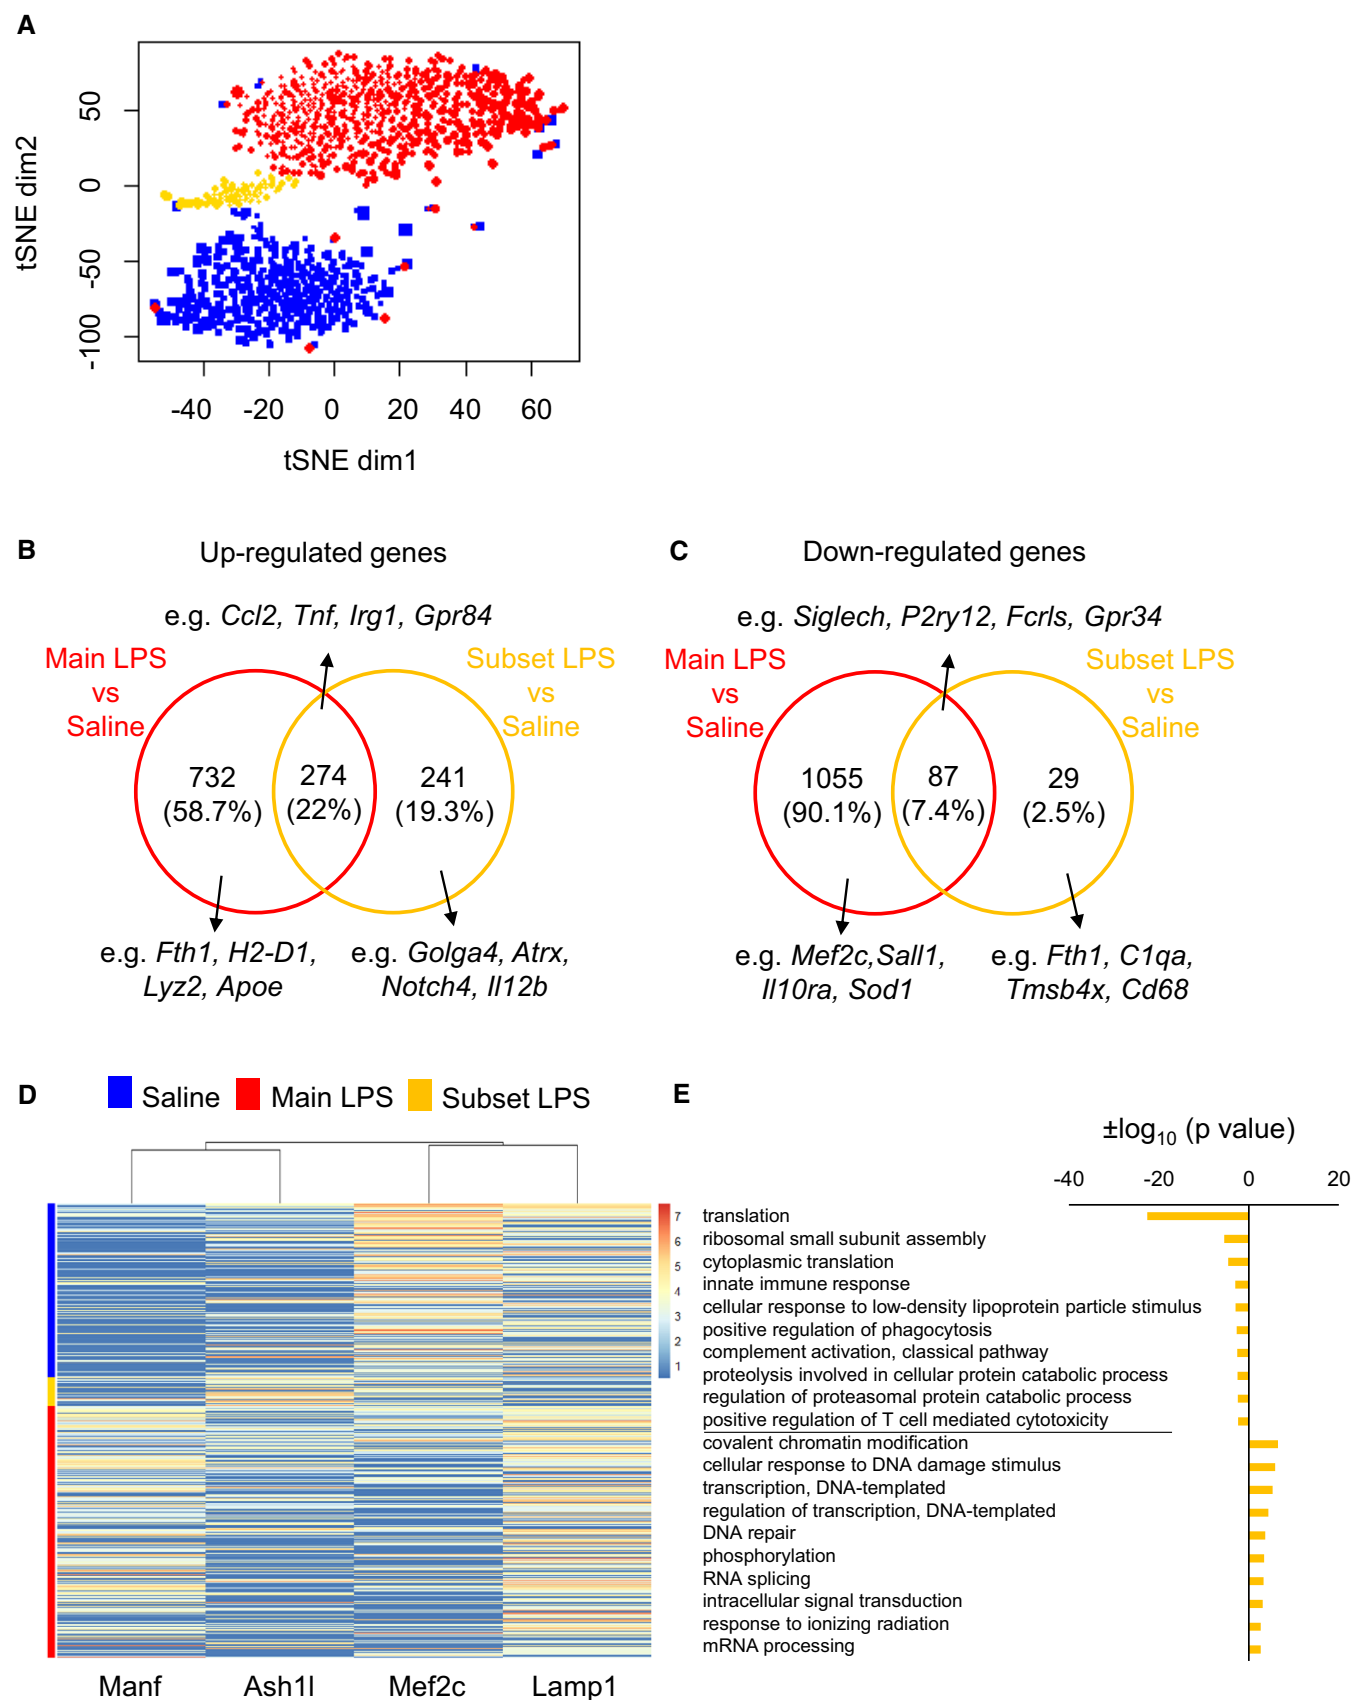 A
tSNE dim2
50
0
-50
-100
-40 -20 0 20 40 60
tSNE dim1
B
Up-regulated genes
e.g. Ccl2, Tnf, Irg1, Gpr84
Main LPS
vs
Saline
Subset LPS
vs
Saline
732
(58.7%)
274
(22%)
241
(19.3%)
e.g. Fth1, H2-D1,
Lyz2, Apoe
e.g. Golga4, Atrx,
Notch4, Il12b
C
Down-regulated genes
e.g. Siglech, P2ry12, Fcrls, Gpr34
Main LPS
vs
Saline
Subset LPS
vs
Saline
1055
(90.1%)
87
(7.4%)
29
(2.5%)
e.g. Mef2c,Sall1,
Il10ra, Sod1
e.g. Fth1, C1qa,
Tmsb4x, Cd68
D
Saline Main LPS Subset LPS
7
6
5
4
3
2
1
Manf Ash1l Mef2c Lamp1
E
±log10 (p value)
-40 -20 0 20
translation
ribosomal small subunit assembly
cytoplasmic translation
innate immune response
cellular response to low-density lipoprotein particle stimulus
positive regulation of phagocytosis
complement activation, classical pathway
proteolysis involved in cellular protein catabolic process
regulation of proteasomal protein catabolic process
positive regulation of T cell mediated cytotoxicity
covalent chromatin modification
cellular response to DNA damage stimulus
transcription, DNA-templated
regulation of transcription, DNA-templated
DNA repair
phosphorylation
RNA splicing
intracellular signal transduction
response to ionizing radiation
mRNA processing